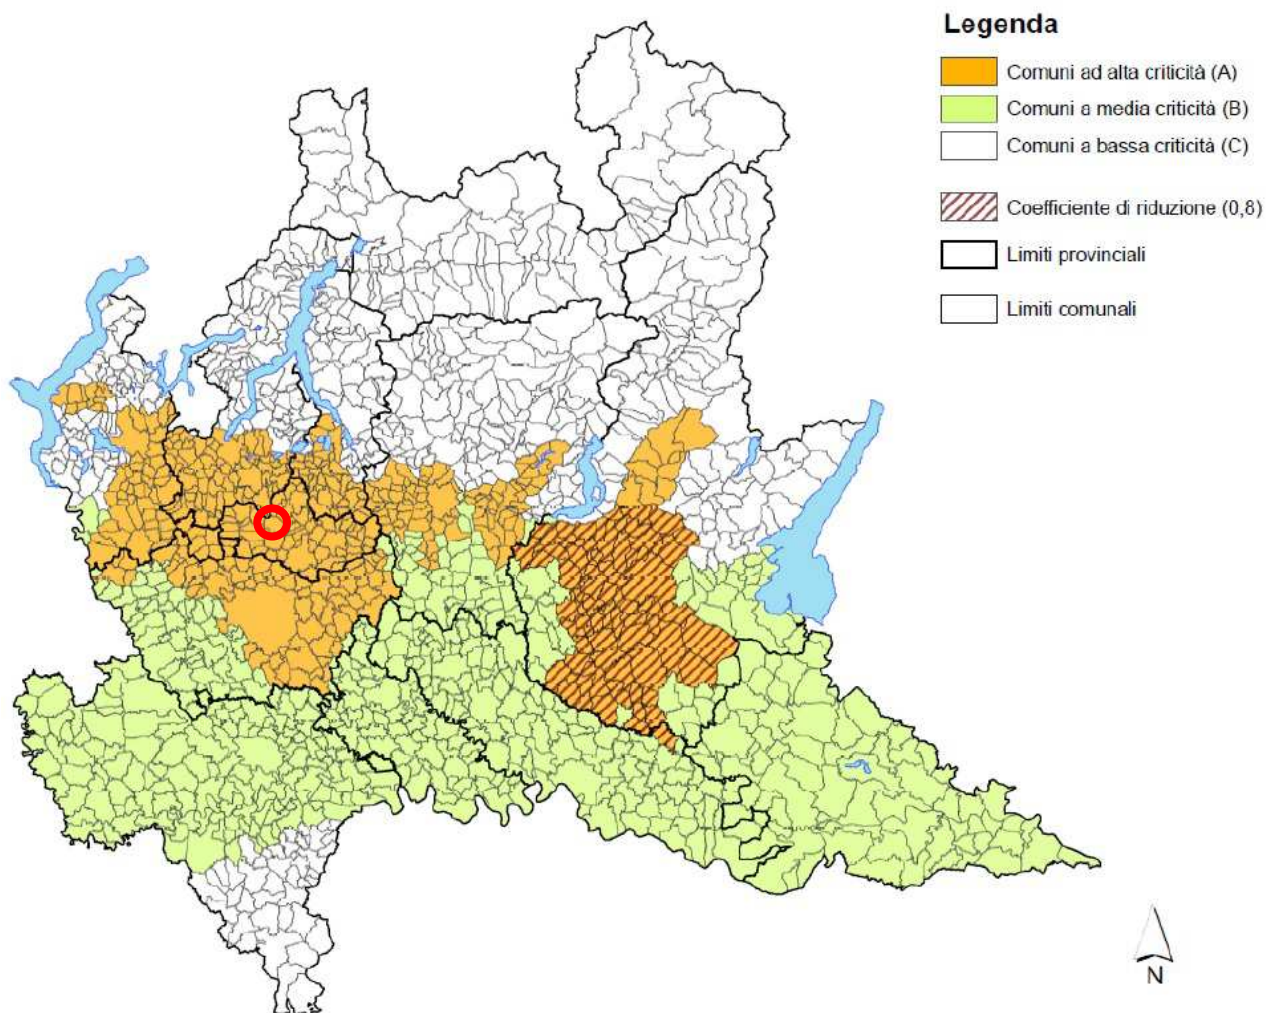 Legenda
Comuni ad alta criticità (A)
Comuni a media criticità (B)
Comuni a bassa criticità (C)
Coefficiente di riduzione (0,8)
Limiti provinciali
Limiti comunali
N